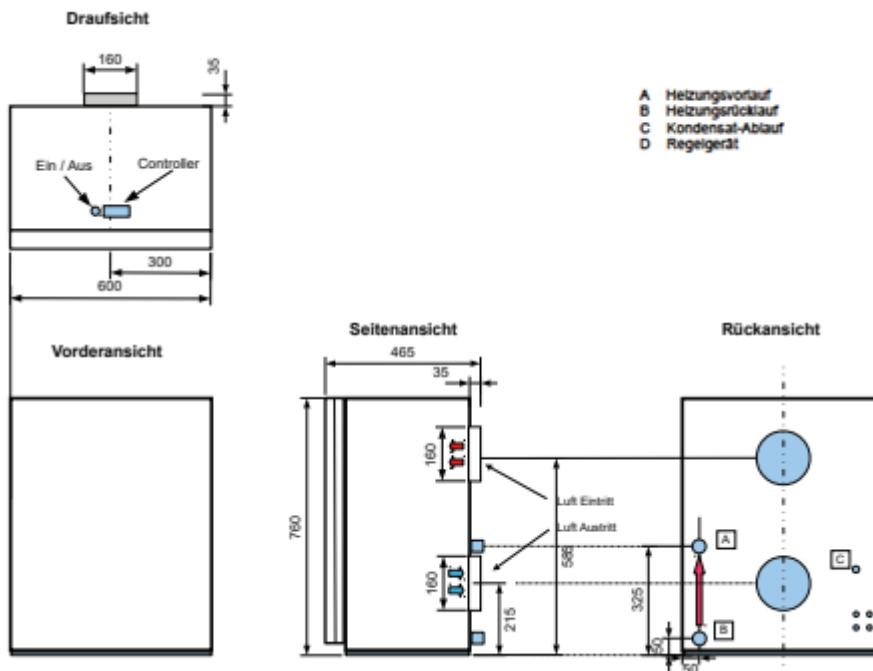 Draufsicht
160
35
A Heizungsvorlauf
B Heizungsrücklauf
C Kondensat-Ablauf
D Regelgerät
Ein / Aus
Controller
300
600
Vorderansicht
Seitenansicht
Rückansicht
465
35
160
760
Luft Eintritt
Luft Austritt
585
A
C
160
325
215
B
50
50